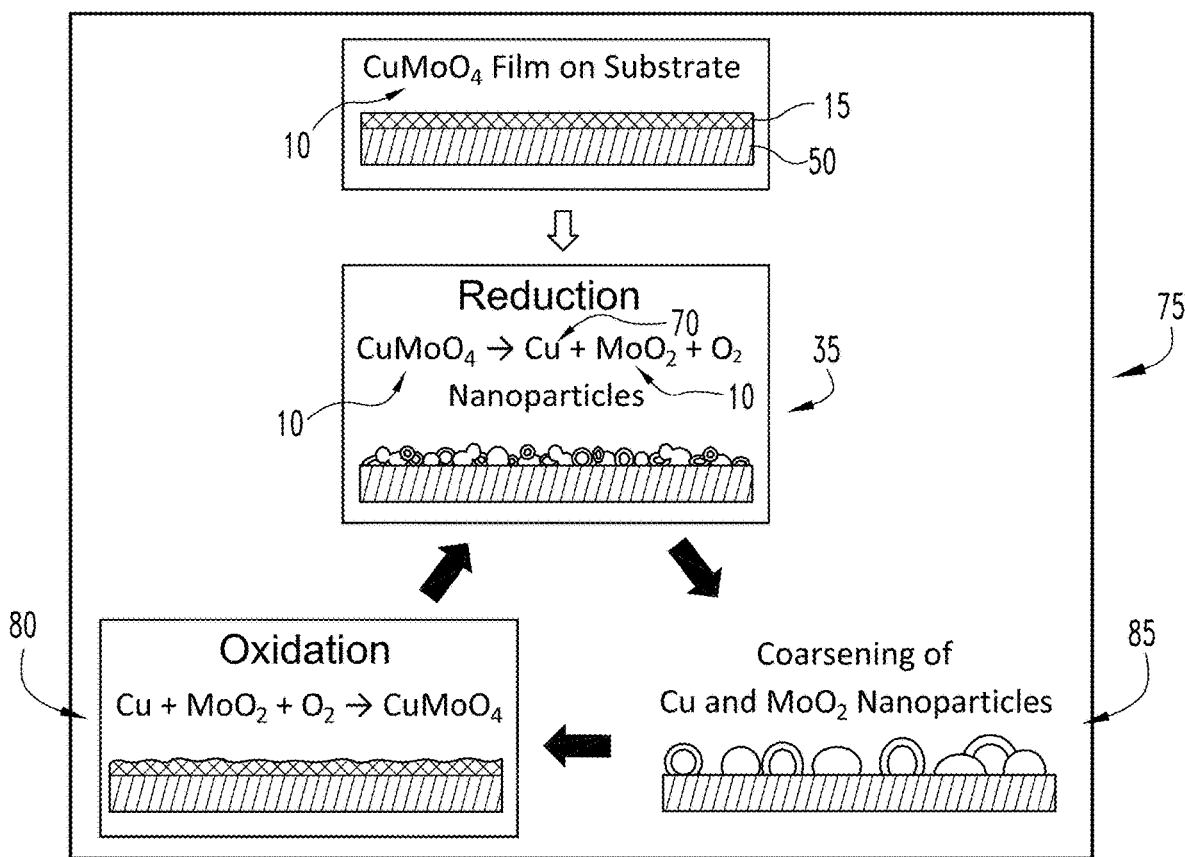 CuMoO₄ Film on Substrate
10
15
50
Reduction
70
CuMoO₄ → Cu + MoO₂ + O₂
10
Nanoparticles
10
35
75
80
Oxidation
Cu + MoO₂ + O₂ → CuMoO₄
Coarsening of
Cu and MoO₂ Nanoparticles
85